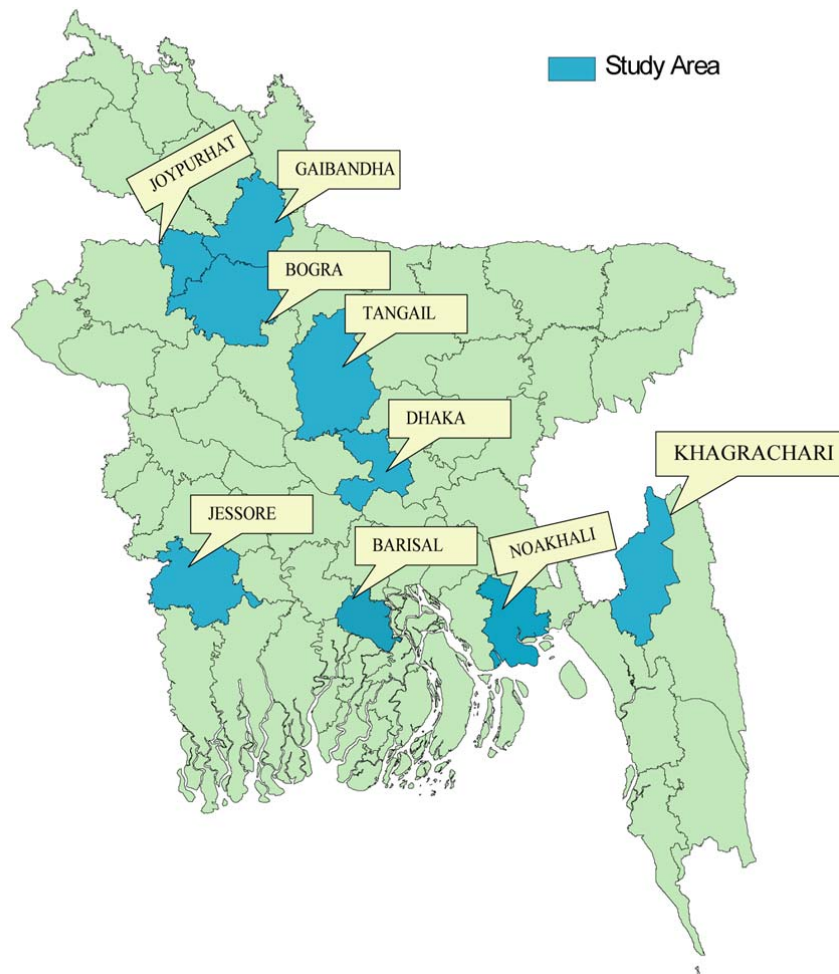 Study Area
JOYPURHAT
GAIBANDHA
BOGRA
TANGAIL
DHAKA
KHAGRACHARI
JESSORE
BARISAL
NOAKHALI